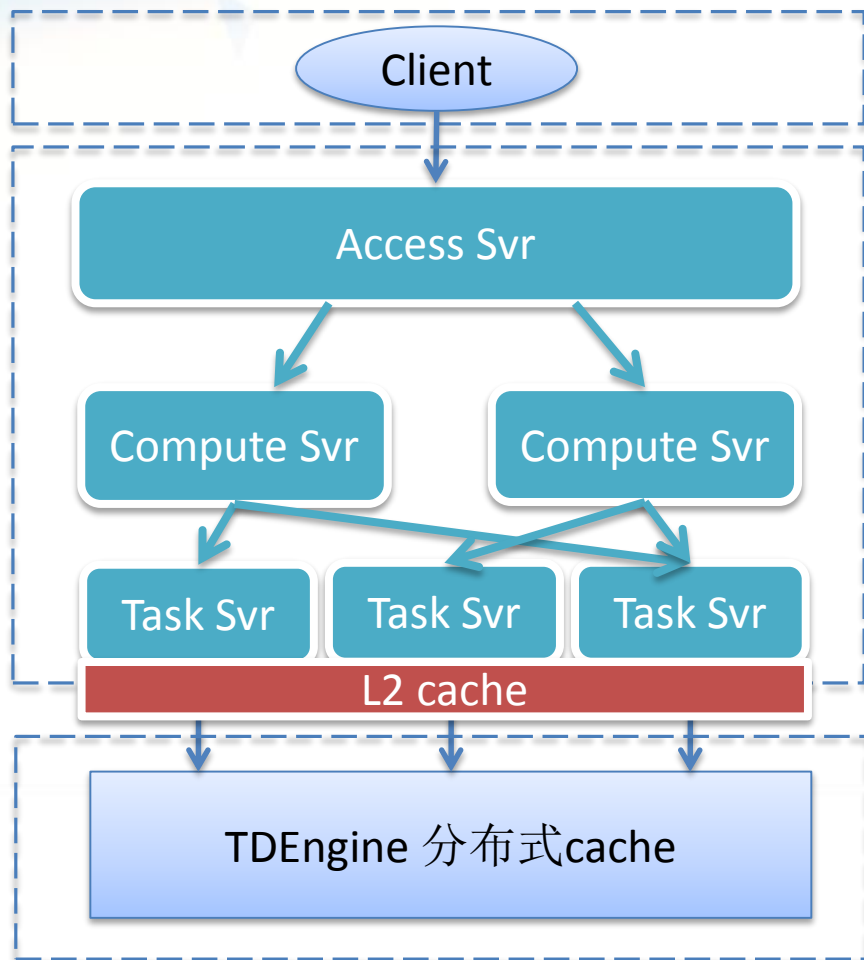 Client
Access Svr
Compute Svr
Compute Svr
Task Svr
Task Svr
Task Svr
L2 cache
TDEngine 分布式cache